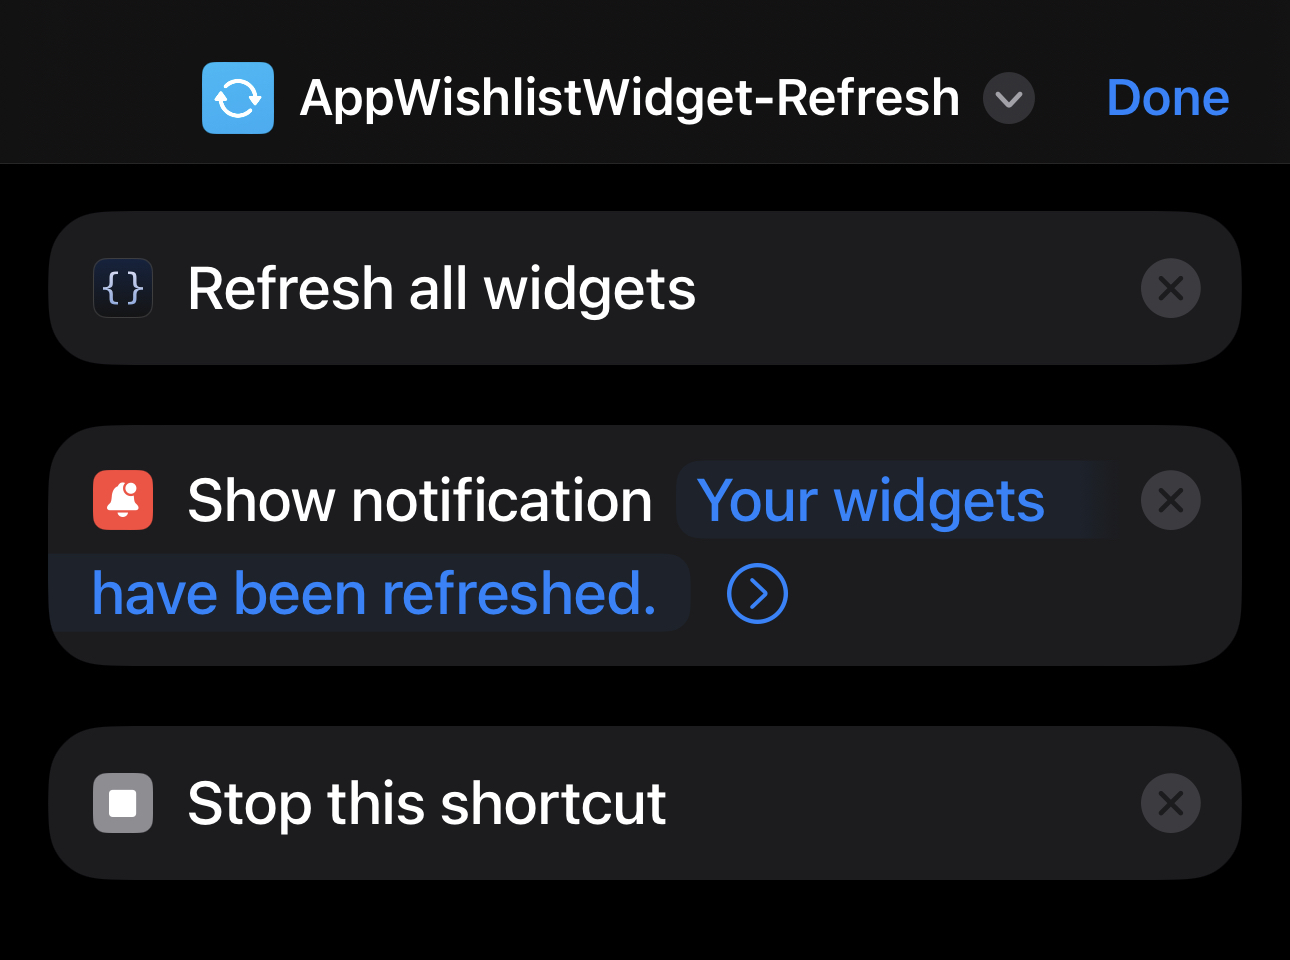 AppWishlistWidget-Refresh
Done
{} Refresh all widgets
Show notification Your widgets
have been refreshed.
Stop this shortcut